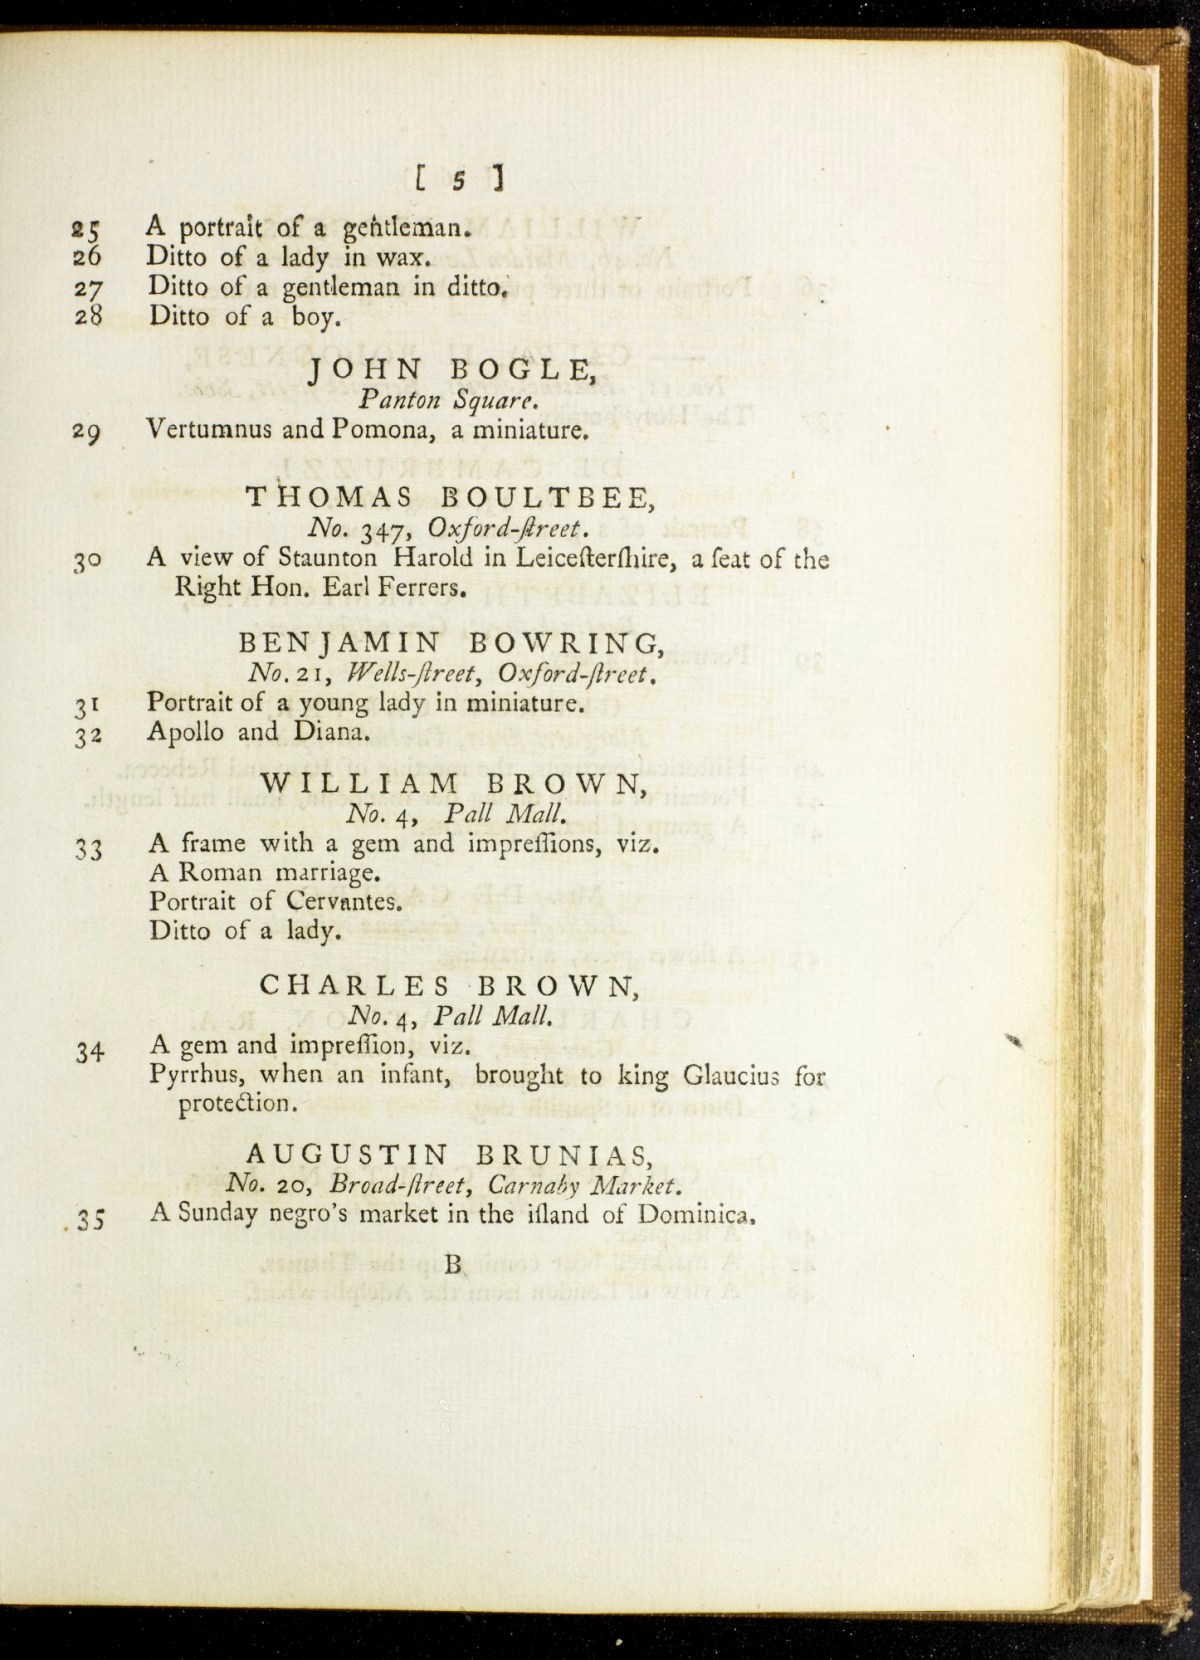 [ 5 ]
25 A portrait of a gentleman.
26 Ditto of a lady in wax.
27 Ditto of a gentleman in ditto.
28 Ditto of a boy.
JOHN BOGLE,
Panton Square.
29 Vertumnus and Pomona, a miniature.
THOMAS BOULTBEE,
No. 347, Oxford-ſtreet.
30 A view of Staunton Harold in Leiceſterſhire, a ſeat of the
Right Hon. Earl Ferrers.
BENJAMIN BOWRING,
No. 21, Wells-ſtreet, Oxford-ſtreet.
31 Portrait of a young lady in miniature.
32 Apollo and Diana.
WILLIAM BROWN,
No. 4, Pall Mall.
33 A frame with a gem and impreſſions, viz.
A Roman marriage.
Portrait of Cervantes.
Ditto of a lady.
CHARLES BROWN,
No. 4, Pall Mall.
34 A gem and impreſſion, viz.
Pyrrhus, when an infant, brought to king Glaucius for
protection.
AUGUSTIN BRUNIAS,
No. 20, Broad-ſtreet, Carnaby Market.
35 A Sunday negro's market in the iſland of Dominica.
B